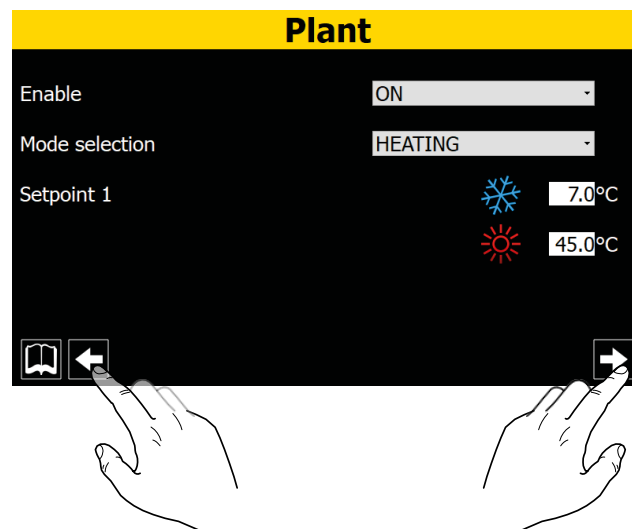 Plant
Enable ON
Mode selection HEATING
Setpoint 1 7.0°C
45.0°C